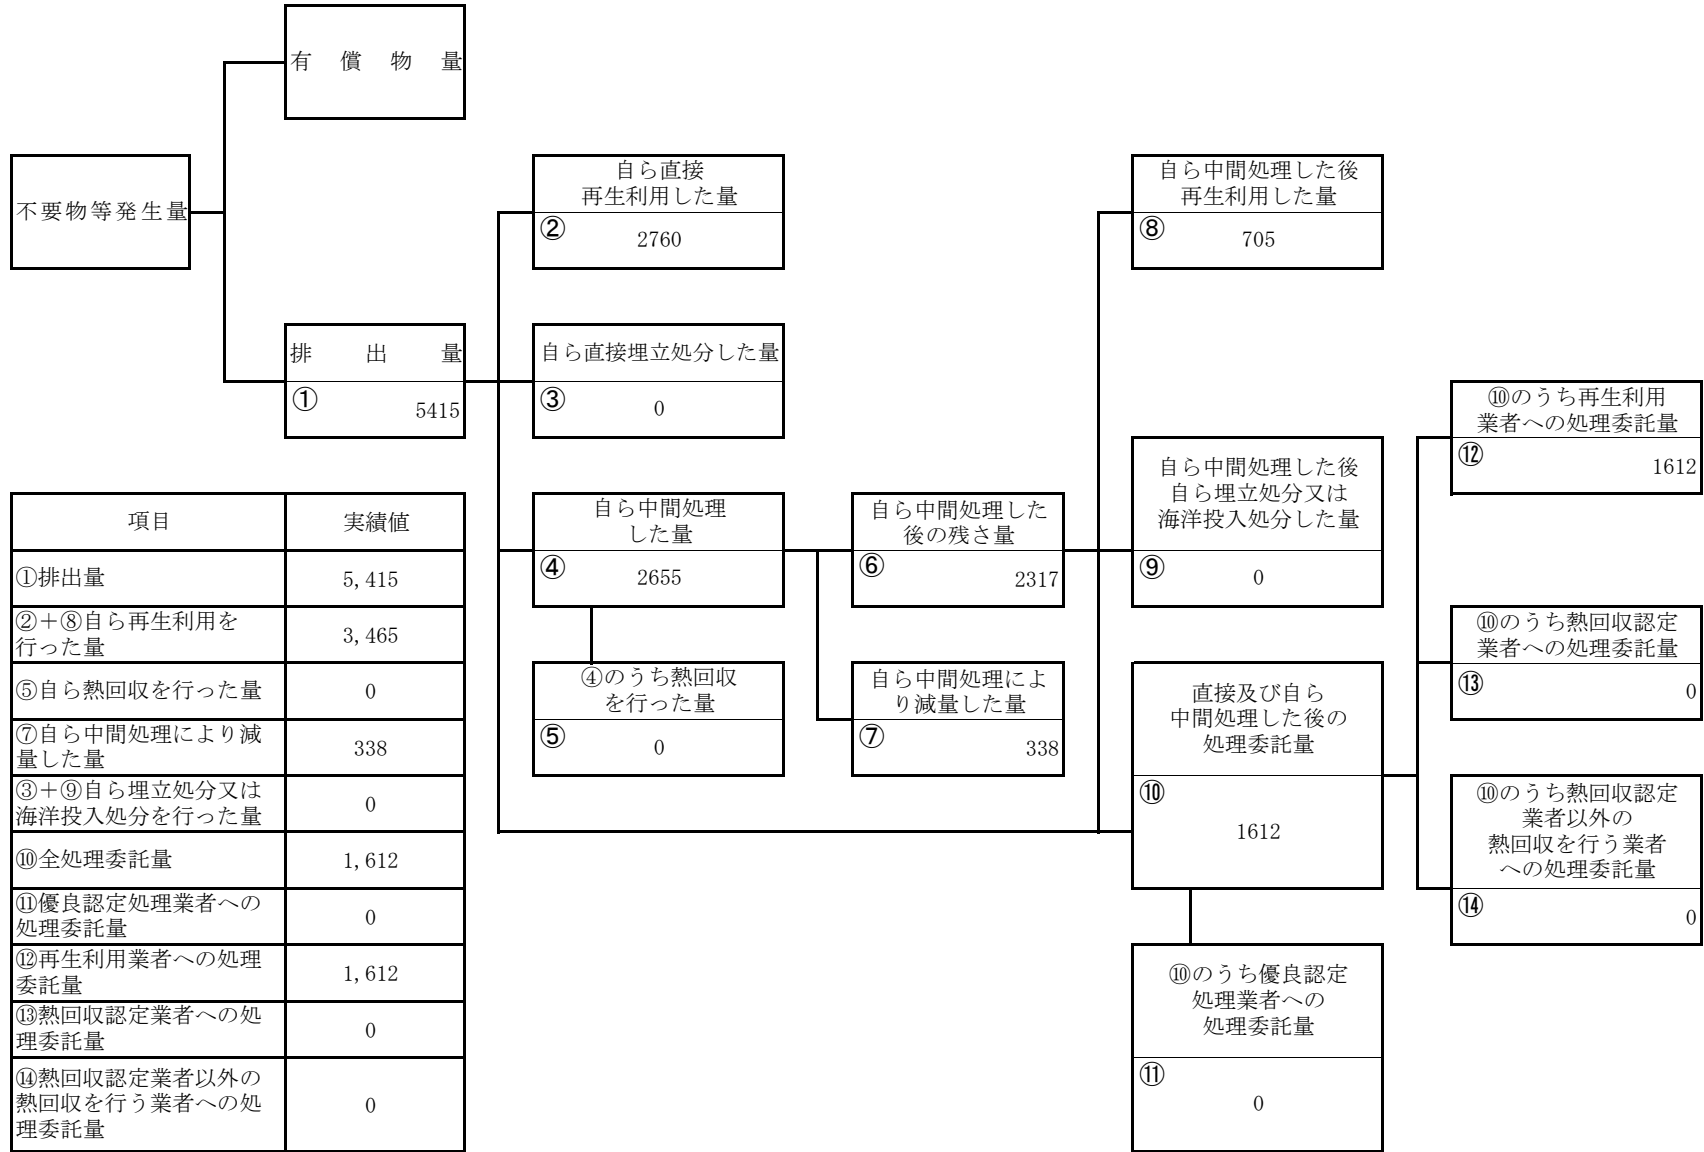 有償物量
不要物等発生量
排出量
①
5415
自ら直接
再生利用した量
②
2760
自ら直接埋立処分した量
③
0
自ら中間処理
した量
④
2655
④のうち熱回収
を行った量
⑤
0
自ら中間処理した
後の残さ量
⑥
2317
自ら中間処理によ
り減量した量
⑦
338
自ら中間処理した後
再生利用した量
⑧
705
自ら中間処理した後
自ら埋立処分又は
海洋投入処分した量
⑨
0
直接及び自ら
中間処理した後の
処理委託量
⑩
1612
⑩のうち優良認定
処理業者への
処理委託量
⑪
0
⑩のうち再生利用
業者への処理委託量
⑫
1612
⑩のうち熱回収認定
業者への処理委託量
⑬
0
⑩のうち熱回収認定
業者以外の
熱回収を行う業者
への処理委託量
⑭
0
項目 実績値
①排出量 5,415
②＋⑧自ら再生利用を
行った量 3,465
⑤自ら熱回収を行った量 0
⑦自ら中間処理により減
量した量 338
③＋⑨自ら埋立処分又は
海洋投入処分を行った量 0
⑩全処理委託量 1,612
⑪優良認定処理業者への
処理委託量 0
⑫再生利用業者への処理
委託量 1,612
⑬熱回収認定業者への処
理委託量 0
⑭熱回収認定業者以外の
熱回収を行う業者への処
理委託量 0